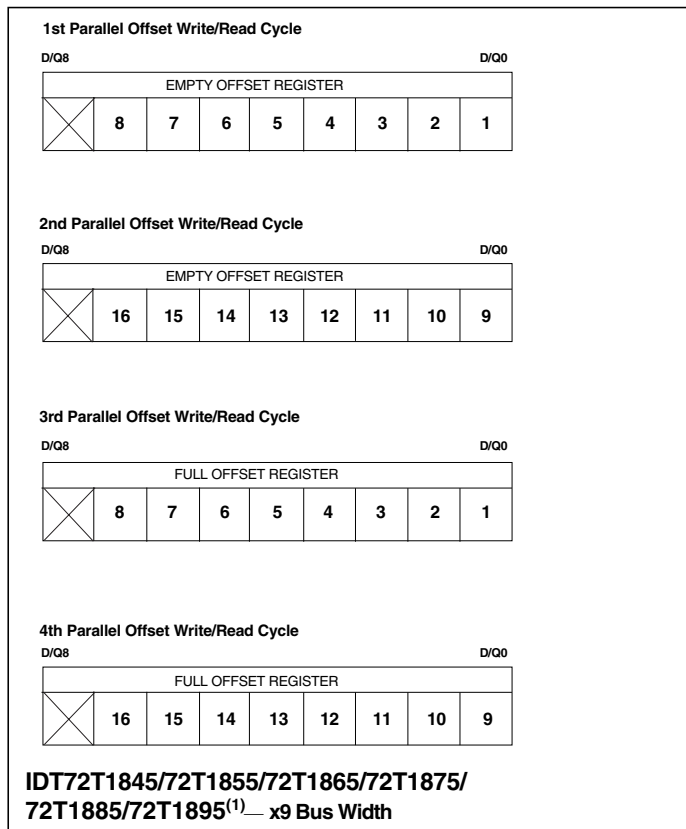 1st Parallel Offset Write/Read Cycle
D/Q8 D/Q0
EMPTY OFFSET REGISTER
8 7 6 5 4 3 2 1
2nd Parallel Offset Write/Read Cycle
D/Q8 D/Q0
EMPTY OFFSET REGISTER
16 15 14 13 12 11 10 9
3rd Parallel Offset Write/Read Cycle
D/Q8 D/Q0
FULL OFFSET REGISTER
8 7 6 5 4 3 2 1
4th Parallel Offset Write/Read Cycle
D/Q8 D/Q0
FULL OFFSET REGISTER
16 15 14 13 12 11 10 9
IDT72T1845/72T1855/72T1865/72T1875/
72T1885/72T1895(1)— x9 Bus Width